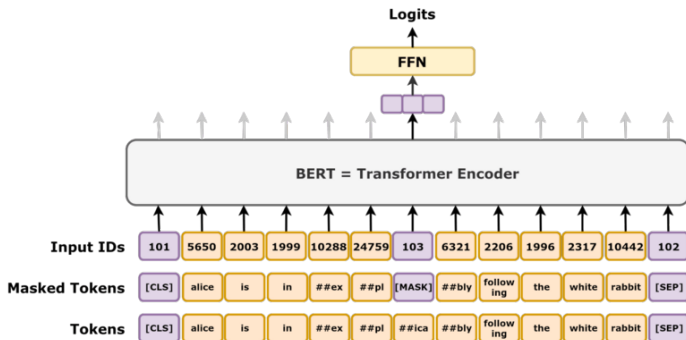 Logits
FFN
BERT = Transformer Encoder
Input IDs 101 5650 2003 1999 10288 24759 103 6321 2206 1996 2317 10442 102
Masked Tokens [CLS] alice is in ##ex ##pl [MASK] ##bly follow ing the white rabbit [SEP]
Tokens [CLS] alice is in ##ex ##pl ##ica ##bly follow ing the white rabbit [SEP]